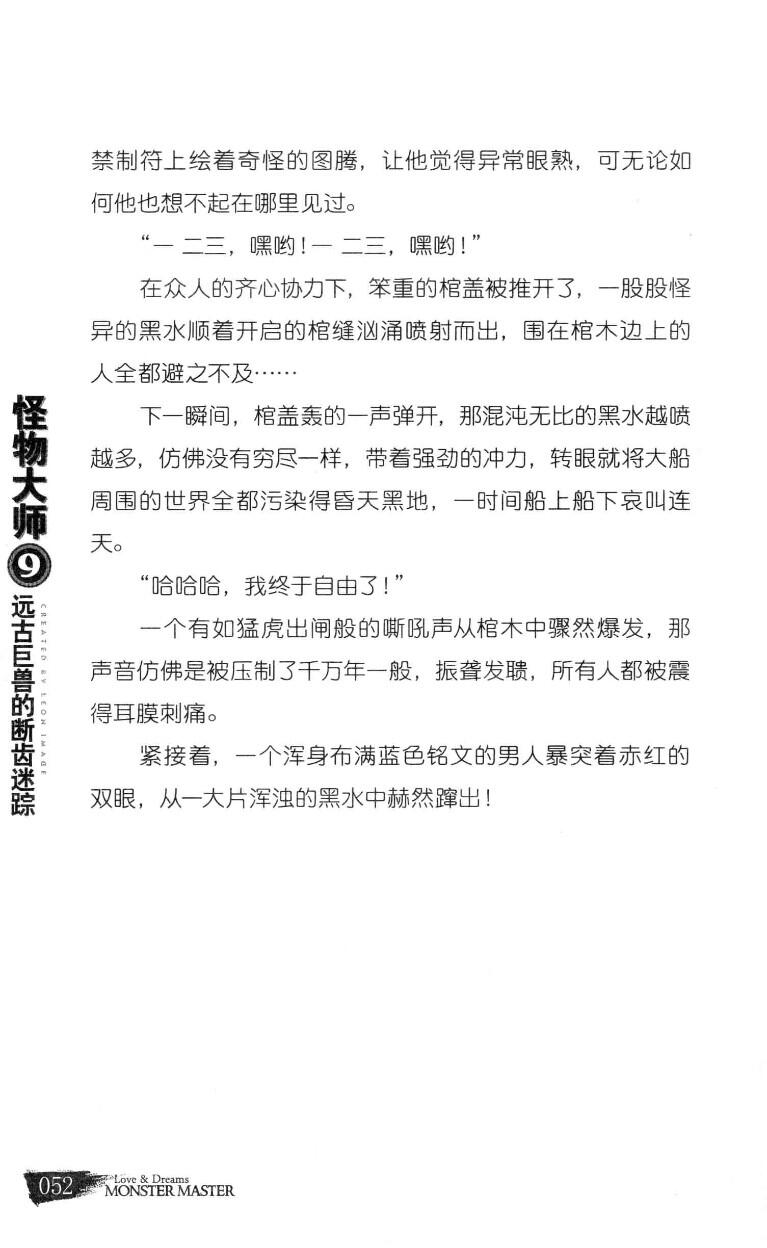 禁制符上绘着奇怪的图腾，让他觉得异常眼熟，可无论如
何他也想不起在哪里见过。
“一 二三，嘿哟！一 二三，嘿哟！”
在众人的齐心协力下，笨重的棺盖被推开了，一股股怪
异的黑水顺着开启的棺缝汹涌喷射而出，围在棺木边上的
人全都避之不及……
下一瞬间，棺盖轰的一声弹开，那混沌无比的黑水越喷
越多，仿佛没有穷尽一样，带着强劲的冲力，转眼就将大船
周围的世界全都污染得昏天黑地，一时间船上船下哀叫连
天。
“哈哈哈，我终于自由了！”
一个有如猛虎出闸般的嘶吼声从棺木中骤然爆发，那
声音仿佛是被压制了千万年一般，振聋发聩，所有人都被震
得耳膜刺痛。
紧接着，一个浑身布满蓝色铭文的男人暴突着赤红的
双眼，从一大片浑浊的黑水中赫然蹿出！
怪物大师
9
远古巨兽的断齿迷踪
CREATED BY LEON IMAGE
052
Love & Dreams
MONSTER MASTER